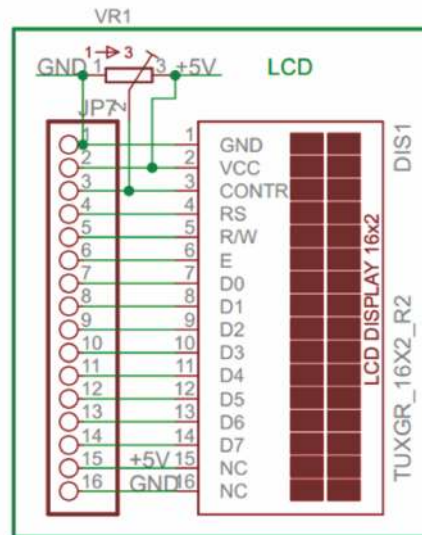 VR1
1 3
GND 1 3 +5V LCD
2
JP7
1 1 GND
2 2 VCC
3 3 CONTR
4 4 RS
5 5 R/W
6 6 E
7 7 D0
8 8 D1
9 9 D2
10 10 D3
11 11 D4
12 12 D5
13 13 D6
14 14 D7
15 +5V 15 NC
16 GND 16 NC
LCD DISPLAY 16x2
DIS1
TUXGR_16X2_R2